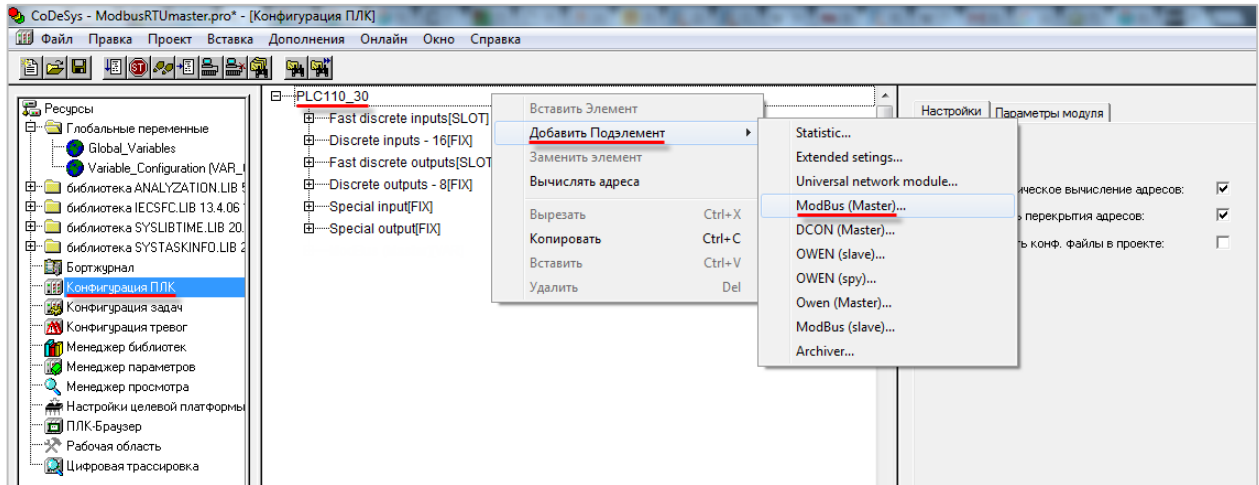 CoDeSys - ModbusRTUmaster.pro* - [Конфигурация ПЛК]
Файл Правка Проект Вставка Дополнения Онлайн Окно Справка
Ресурсы
Глобальные переменные
Global_Variables
Variable_Configuration (VAR_
библиотека ANALYZATION.LIB 5
библиотека IECSFC.LIB 13.4.06
библиотека SYSLIBTIME.LIB 20.
библиотека SYSTASKINFO.LIB 2
Бортжурнал
Конфигурация ПЛК
Конфигурация задач
Конфигурация тревог
Менеджер библиотек
Менеджер параметров
Менеджер просмотра
Настройки целевой платформы
ПЛК-Браузер
Рабочая область
Цифровая трассировка
PLC110_30
Fast discrete inputs[SLOT]
Discrete inputs - 16[FIX]
Fast discrete outputs[SLOT
Discrete outputs - 8[FIX]
Special input[FIX]
Special output[FIX]
Вставить Элемент
Добавить Подэлемент
Заменить элемент
Вычислять адреса
Вырезать Ctrl+X
Копировать Ctrl+C
Вставить Ctrl+V
Удалить Del
Statistic...
Extended setings...
Universal network module...
ModBus (Master)...
DCON (Master)...
OWEN (slave)...
OWEN (spy)...
Owen (Master)...
ModBus (slave)...
Archiver...
Настройки Параметры модуля
ическое вычисление адресов:
перекрытия адресов:
ть конф. файлы в проекте: